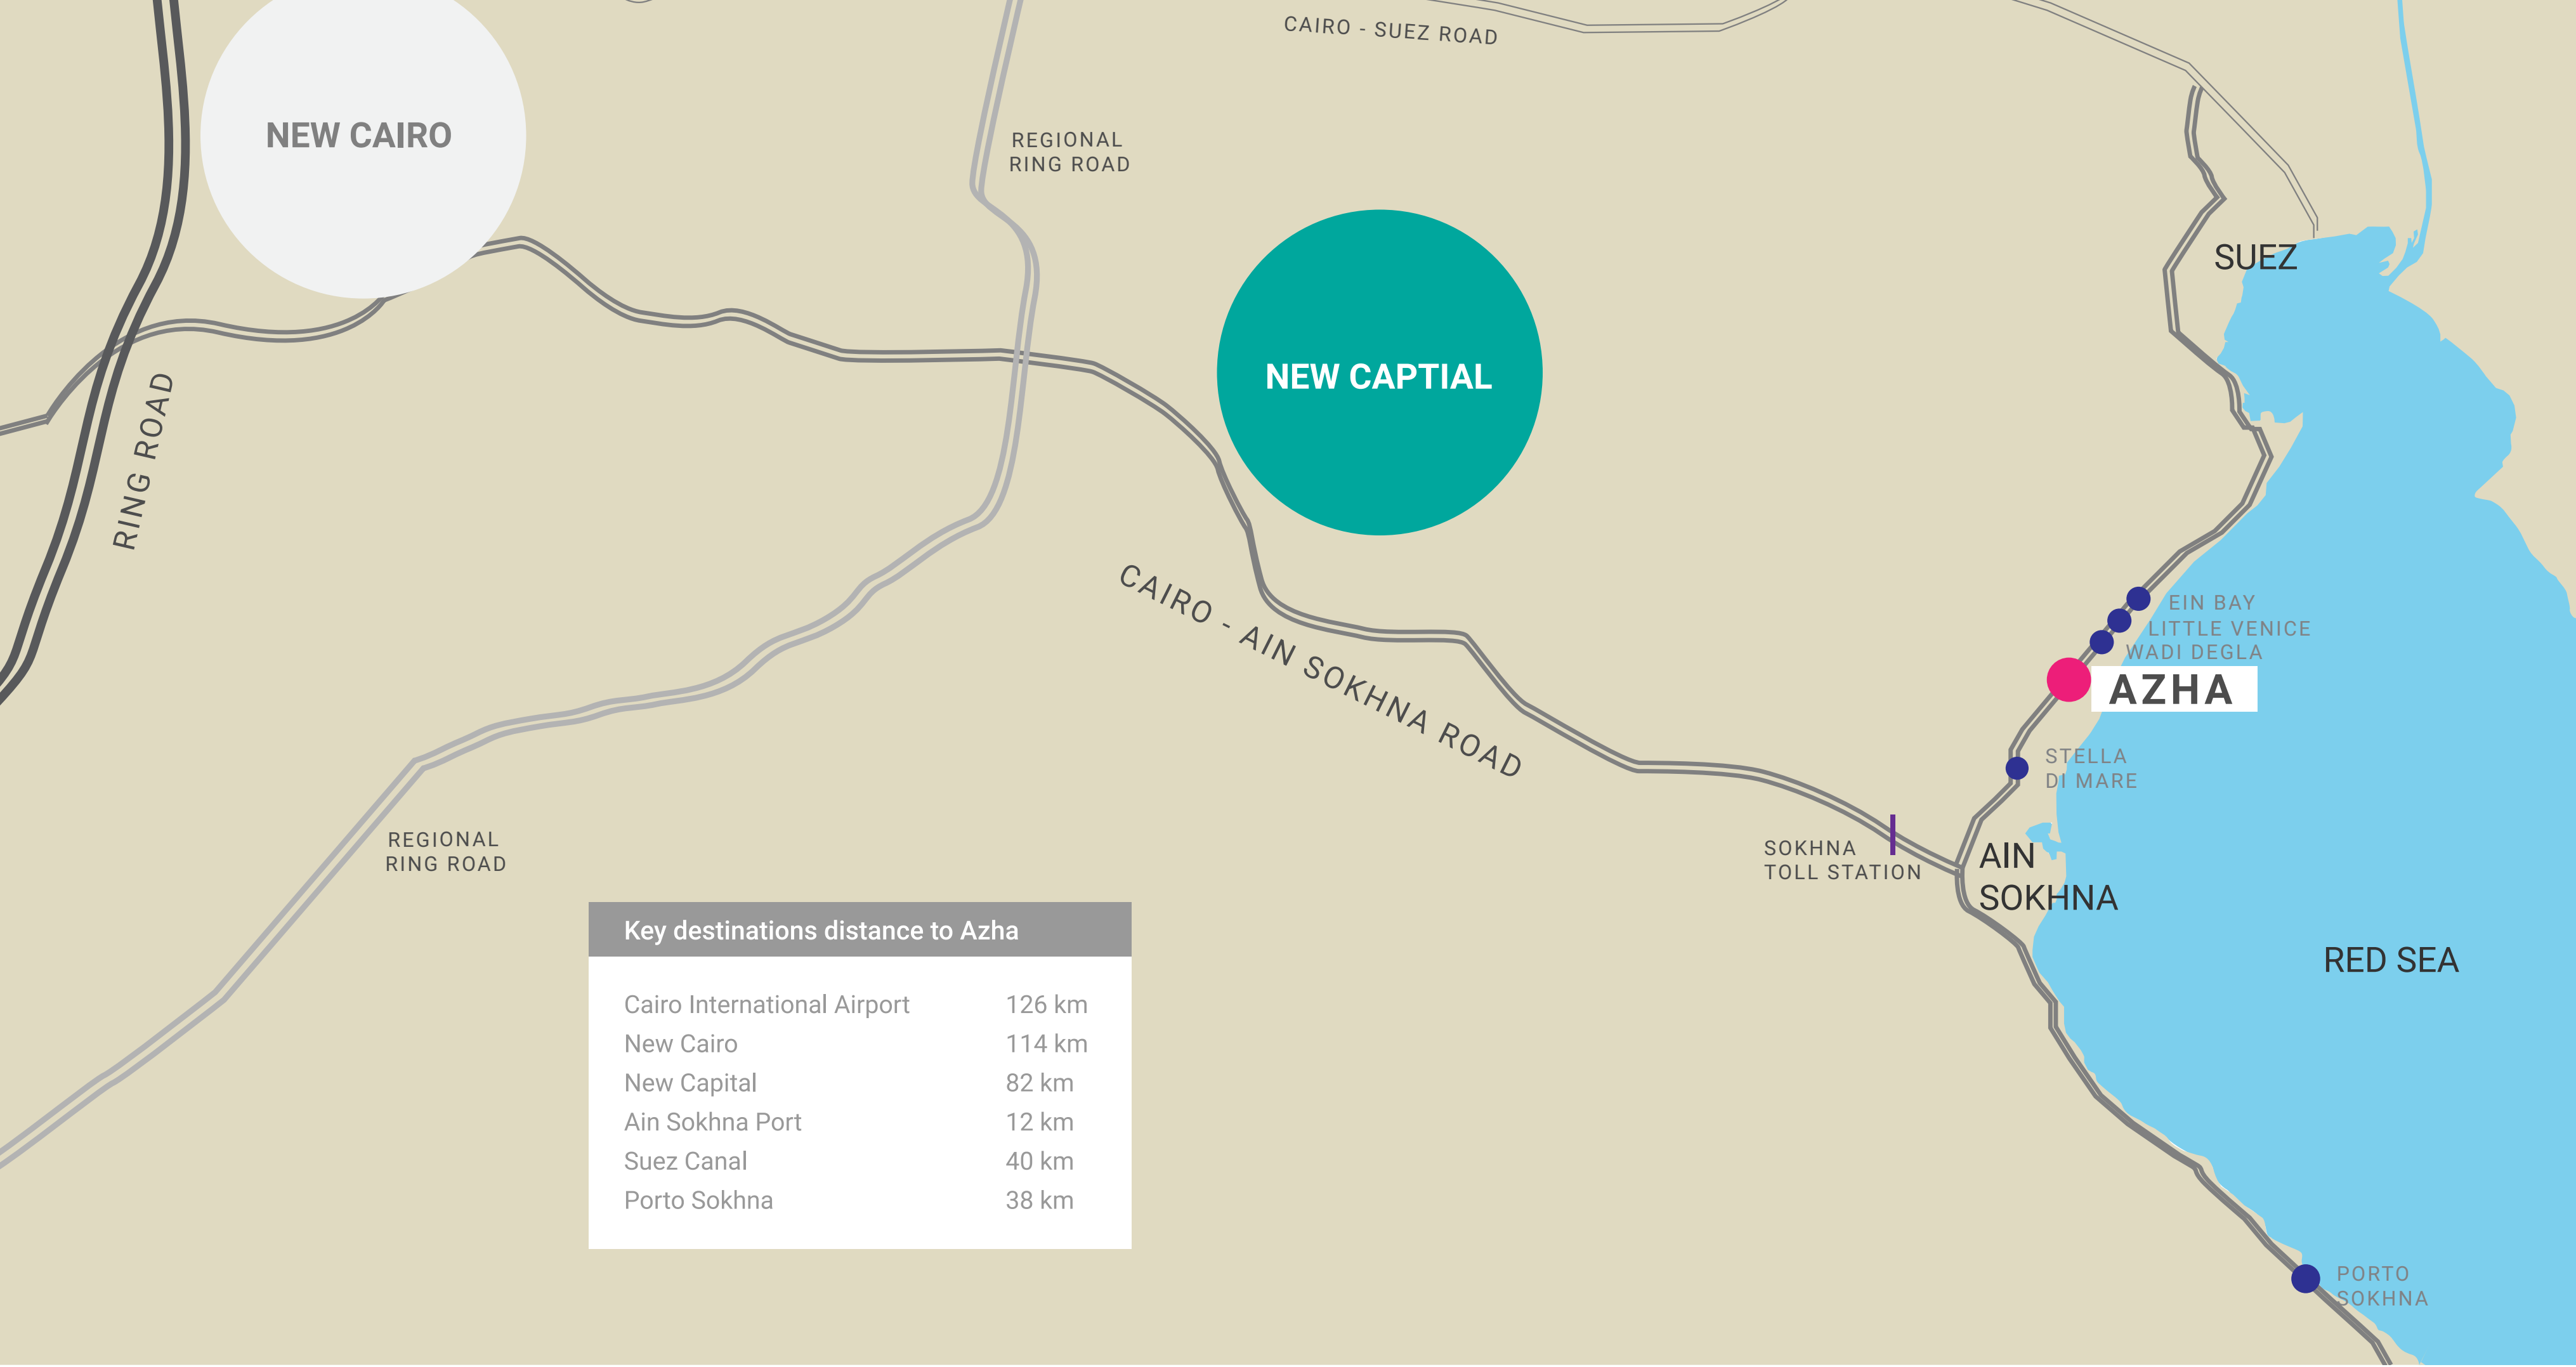 CAIRO - SUEZ ROAD
NEW CAIRO
REGIONAL
RING ROAD
SUEZ
NEW CAPTIAL
RING ROAD
CAIRO - AIN SOKHNA ROAD
EIN BAY
LITTLE VENICE
WADI DEGLA
AZHA
STELLA
DI MARE
REGIONAL
RING ROAD
SOKHNA
TOLL STATION
AIN
SOKHNA
RED SEA
Key destinations distance to Azha
Cairo International Airport 126 km
New Cairo 114 km
New Capital 82 km
Ain Sokhna Port 12 km
Suez Canal 40 km
Porto Sokhna 38 km
PORTO
SOKHNA